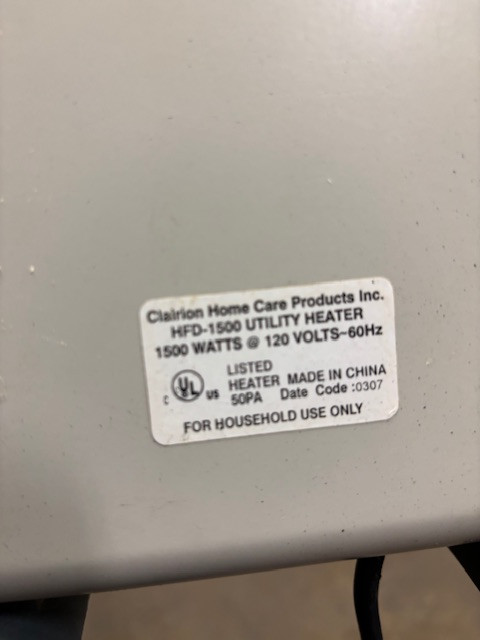 Clairion Home Care Products Inc.
HFD-1500 UTILITY HEATER
1500 WATTS @ 120 VOLTS~60Hz
C UL US
LISTED
HEATER MADE IN CHINA
50PA Date Code :0307
FOR HOUSEHOLD USE ONLY